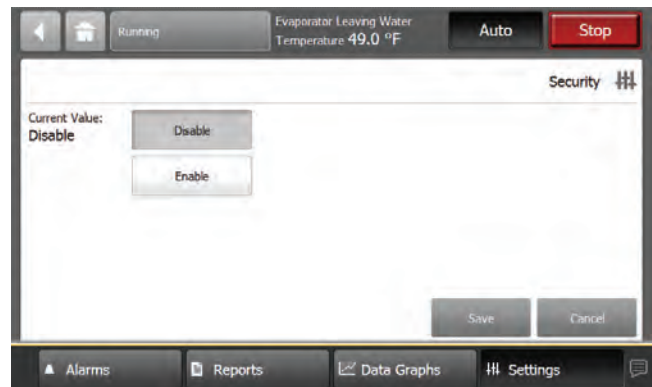 Running
Evaporator Leaving Water
Temperature 49.0 °F
Auto
Stop
Security
Current Value:
Disable
Disable
Enable
Save
Cancel
Alarms
Reports
Data Graphs
Settings